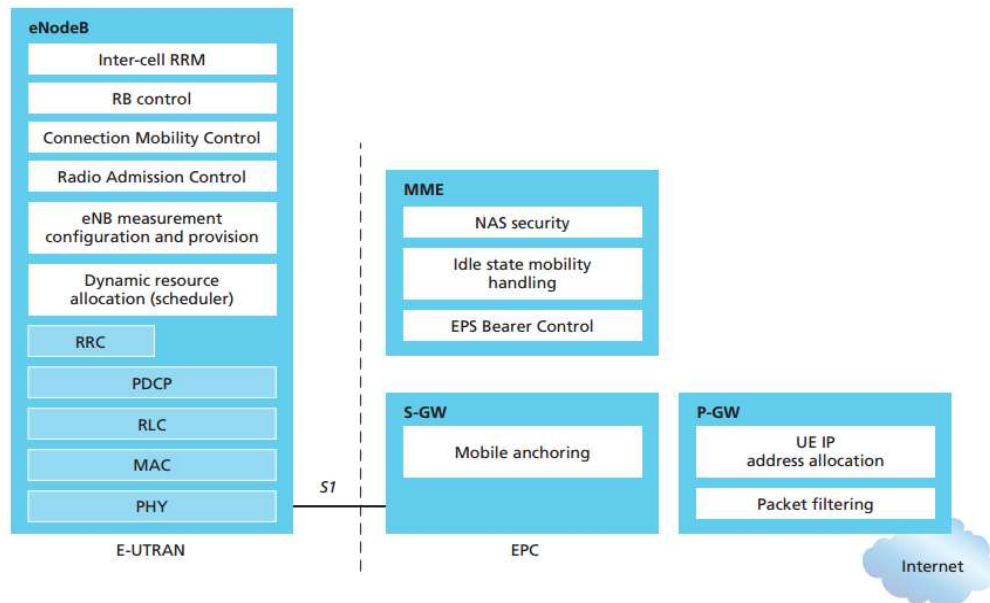 eNodeB
Inter-cell RRM
RB control
Connection Mobility Control
Radio Admission Control
eNB measurement
configuration and provision
Dynamic resource
allocation (scheduler)
RRC
PDCP
RLC
MAC
PHY
E-UTRAN
S1
MME
NAS security
Idle state mobility
handling
EPS Bearer Control
S-GW
Mobile anchoring
EPC
P-GW
UE IP
address allocation
Packet filtering
Internet